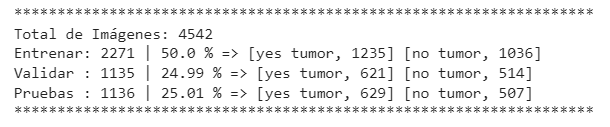 ********************************************************************
Total de Imágenes: 4542
Entrenar: 2271 | 50.0 % => [yes tumor, 1235] [no tumor, 1036]
Validar : 1135 | 24.99 % => [yes tumor, 621] [no tumor, 514]
Pruebas : 1136 | 25.01 % => [yes tumor, 629] [no tumor, 507]
********************************************************************